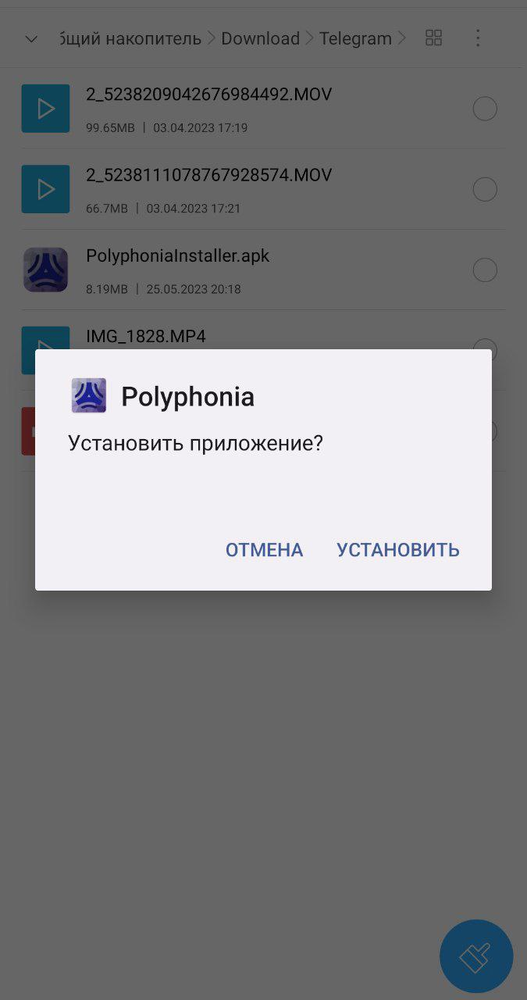 бщий накопитель > Download > Telegram >
2_5238209042676984492.MOV
99.65MB | 03.04.2023 17:19
2_5238111078767928574.MOV
66.7MB | 03.04.2023 17:21
PolyphoniaInstaller.apk
8.19MB | 25.05.2023 20:18
IMG_1828.MP4
Polyphonia
Установить приложение?
ОТМЕНА УСТАНОВИТЬ